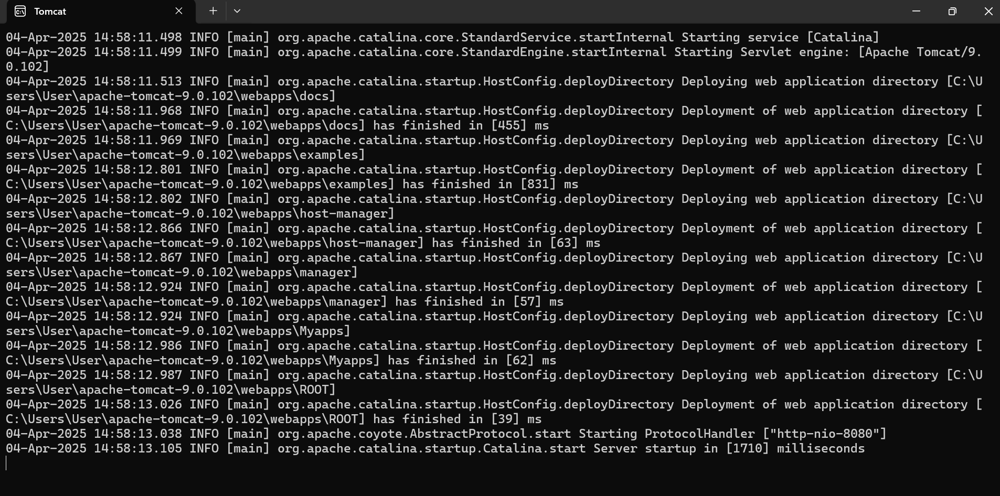 Tomcat
04-Apr-2025 14:58:11.498 INFO [main] org.apache.catalina.core.StandardService.startInternal Starting service [Catalina]
04-Apr-2025 14:58:11.499 INFO [main] org.apache.catalina.core.StandardEngine.startInternal Starting Servlet engine: [Apache Tomcat/9.
0.102]
04-Apr-2025 14:58:11.513 INFO [main] org.apache.catalina.startup.HostConfig.deployDirectory Deploying web application directory [C:\U
sers\User\apache-tomcat-9.0.102\webapps\docs]
04-Apr-2025 14:58:11.968 INFO [main] org.apache.catalina.startup.HostConfig.deployDirectory Deployment of web application directory [
C:\Users\User\apache-tomcat-9.0.102\webapps\docs] has finished in [455] ms
04-Apr-2025 14:58:11.969 INFO [main] org.apache.catalina.startup.HostConfig.deployDirectory Deploying web application directory [C:\U
sers\User\apache-tomcat-9.0.102\webapps\examples]
04-Apr-2025 14:58:12.801 INFO [main] org.apache.catalina.startup.HostConfig.deployDirectory Deployment of web application directory [
C:\Users\User\apache-tomcat-9.0.102\webapps\examples] has finished in [831] ms
04-Apr-2025 14:58:12.802 INFO [main] org.apache.catalina.startup.HostConfig.deployDirectory Deploying web application directory [C:\U
sers\User\apache-tomcat-9.0.102\webapps\host-manager]
04-Apr-2025 14:58:12.866 INFO [main] org.apache.catalina.startup.HostConfig.deployDirectory Deployment of web application directory [
C:\Users\User\apache-tomcat-9.0.102\webapps\host-manager] has finished in [63] ms
04-Apr-2025 14:58:12.867 INFO [main] org.apache.catalina.startup.HostConfig.deployDirectory Deploying web application directory [C:\U
sers\User\apache-tomcat-9.0.102\webapps\manager]
04-Apr-2025 14:58:12.924 INFO [main] org.apache.catalina.startup.HostConfig.deployDirectory Deployment of web application directory [
C:\Users\User\apache-tomcat-9.0.102\webapps\manager] has finished in [57] ms
04-Apr-2025 14:58:12.924 INFO [main] org.apache.catalina.startup.HostConfig.deployDirectory Deploying web application directory [C:\U
sers\User\apache-tomcat-9.0.102\webapps\Myapps]
04-Apr-2025 14:58:12.986 INFO [main] org.apache.catalina.startup.HostConfig.deployDirectory Deployment of web application directory [
C:\Users\User\apache-tomcat-9.0.102\webapps\Myapps] has finished in [62] ms
04-Apr-2025 14:58:12.987 INFO [main] org.apache.catalina.startup.HostConfig.deployDirectory Deploying web application directory [C:\U
sers\User\apache-tomcat-9.0.102\webapps\ROOT]
04-Apr-2025 14:58:13.026 INFO [main] org.apache.catalina.startup.HostConfig.deployDirectory Deployment of web application directory [
C:\Users\User\apache-tomcat-9.0.102\webapps\ROOT] has finished in [39] ms
04-Apr-2025 14:58:13.038 INFO [main] org.apache.coyote.AbstractProtocol.start Starting ProtocolHandler ["http-nio-8080"]
04-Apr-2025 14:58:13.105 INFO [main] org.apache.catalina.startup.Catalina.start Server startup in [1710] milliseconds